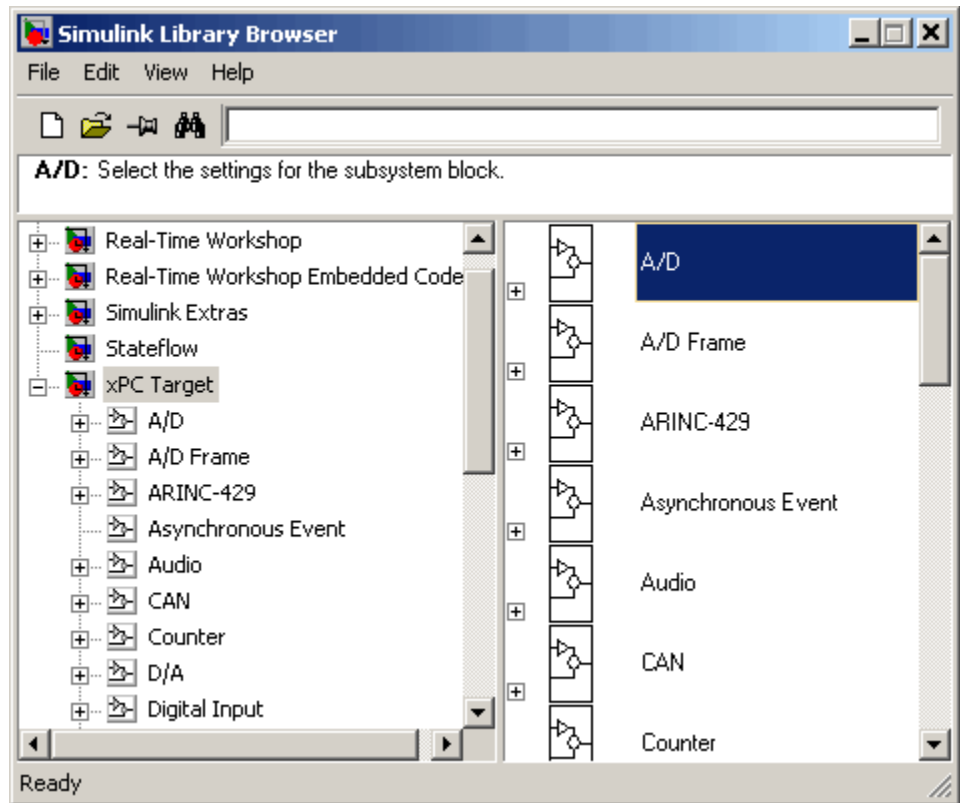 Simulink Library Browser
File Edit View Help
A/D: Select the settings for the subsystem block.
Real-Time Workshop
Real-Time Workshop Embedded Code
Simulink Extras
Stateflow
xPC Target
A/D
A/D Frame
ARINC-429
Asynchronous Event
Audio
CAN
Counter
D/A
Digital Input
A/D
A/D Frame
ARINC-429
Asynchronous Event
Audio
CAN
Counter
Ready